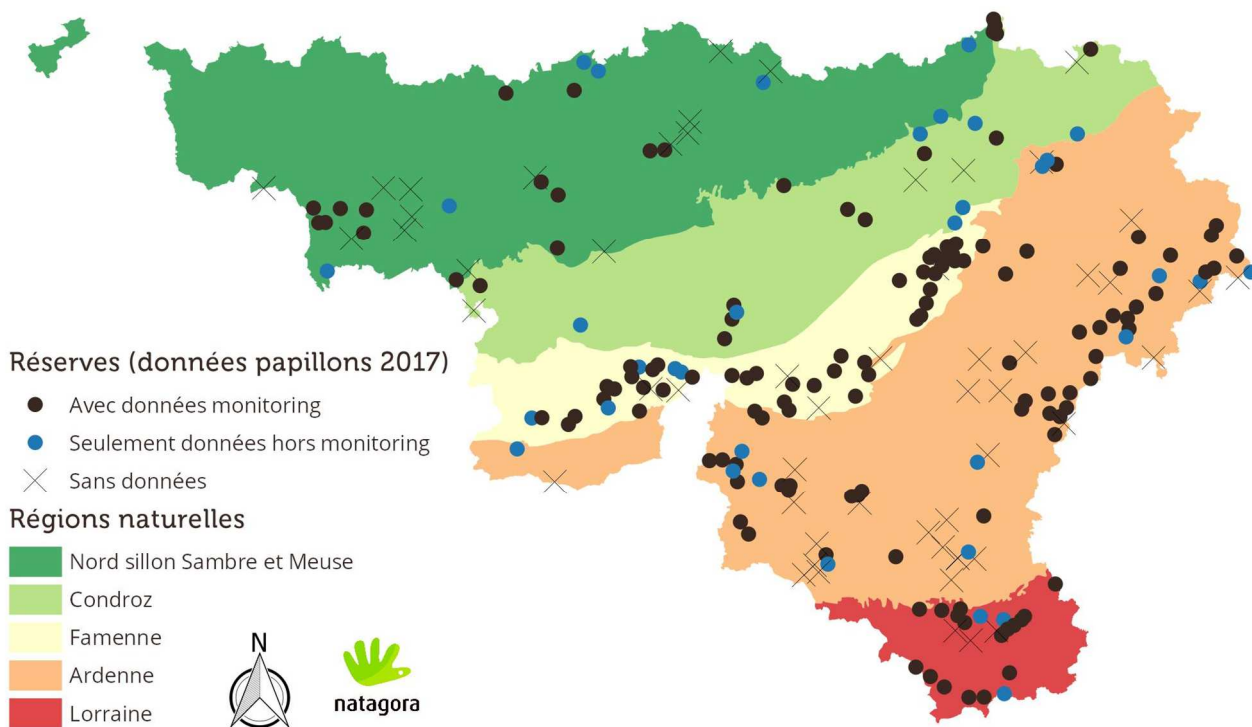 Réserves (données papillons 2017)
Avec données monitoring
Seulement données hors monitoring
Sans données
Régions naturelles
Nord sillon Sambre et Meuse
Condroz
Famenne
Ardenne
Lorraine
N
natagora